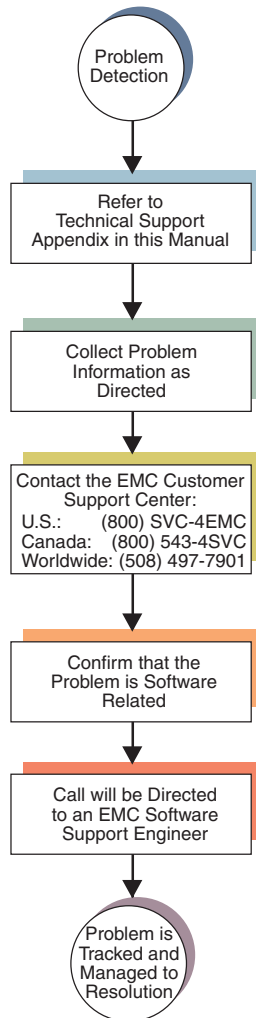 Problem
Detection
Refer to
Technical Support
Appendix in this Manual
Collect Problem
Information as
Directed
Contact the EMC Customer
Support Center:
U.S.: (800) SVC-4EMC
Canada: (800) 543-4SVC
Worldwide: (508) 497-7901
Confirm that the
Problem is Software
Related
Call will be Directed
to an EMC Software
Support Engineer
Problem is
Tracked and
Managed to
Resolution